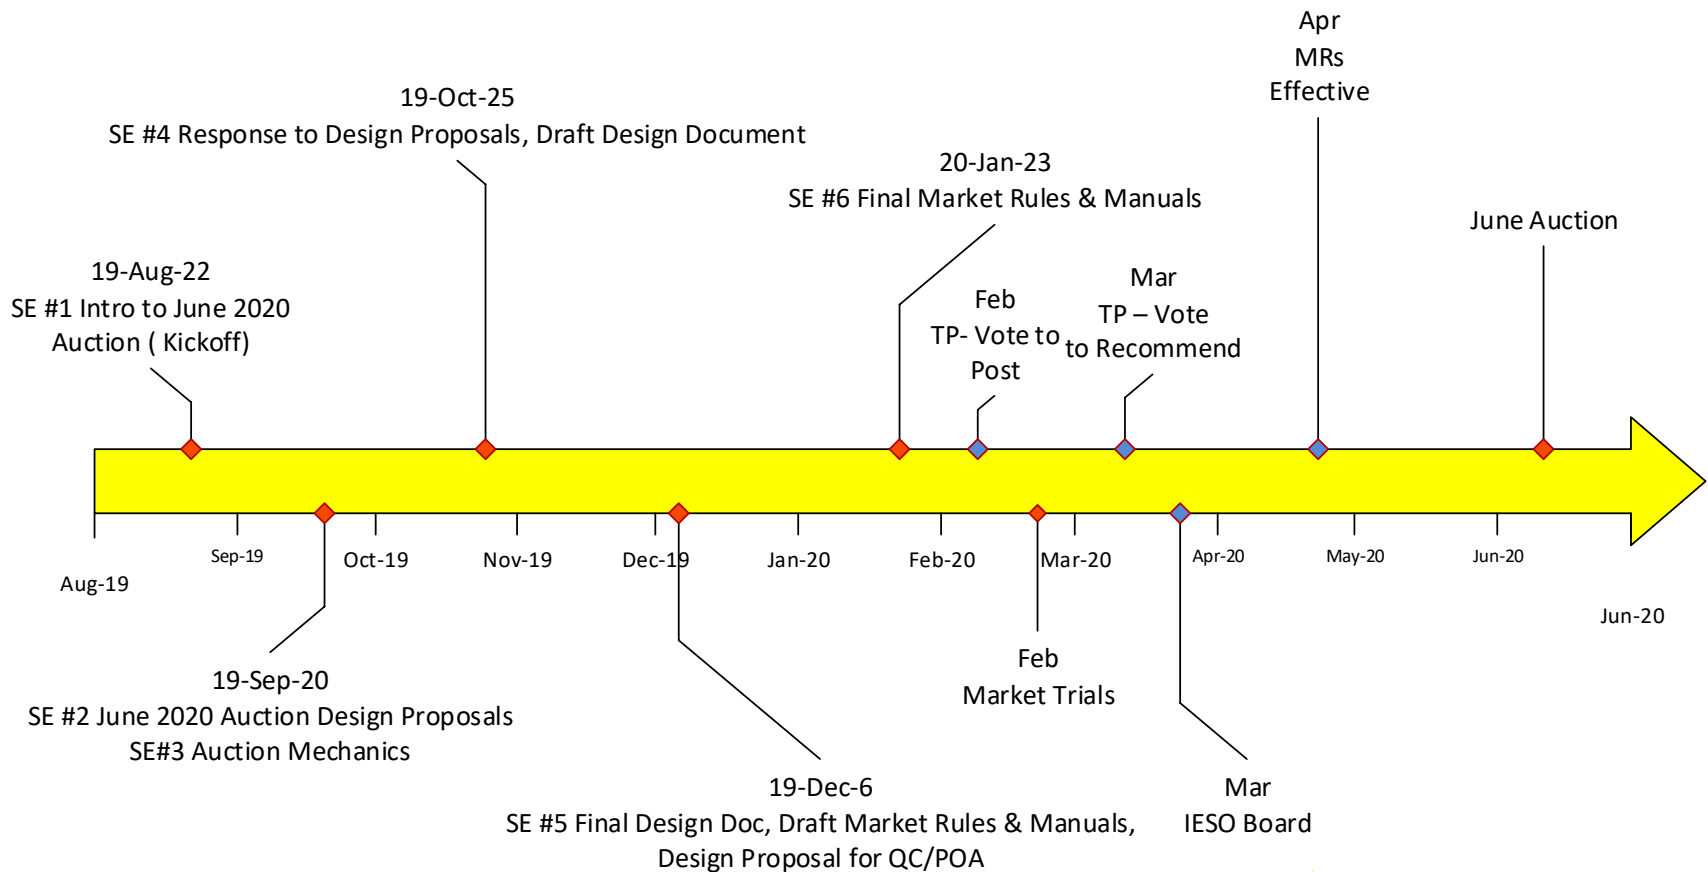 Apr
MRs
Effective
19-Oct-25
SE #4 Response to Design Proposals, Draft Design Document
20-Jan-23
SE #6 Final Market Rules & Manuals
June Auction
19-Aug-22
SE #1 Intro to June 2020
Auction ( Kickoff)
Feb
TP- Vote to
Post
Mar
TP – Vote
to Recommend
Aug-19
Sep-19
Oct-19
Nov-19
Dec-19
Jan-20
Feb-20
Mar-20
Apr-20
May-20
Jun-20
Jun-20
19-Sep-20
SE #2 June 2020 Auction Design Proposals
SE#3 Auction Mechanics
Feb
Market Trials
19-Dec-6
SE #5 Final Design Doc, Draft Market Rules & Manuals,
Design Proposal for QC/POA
Mar
IESO Board